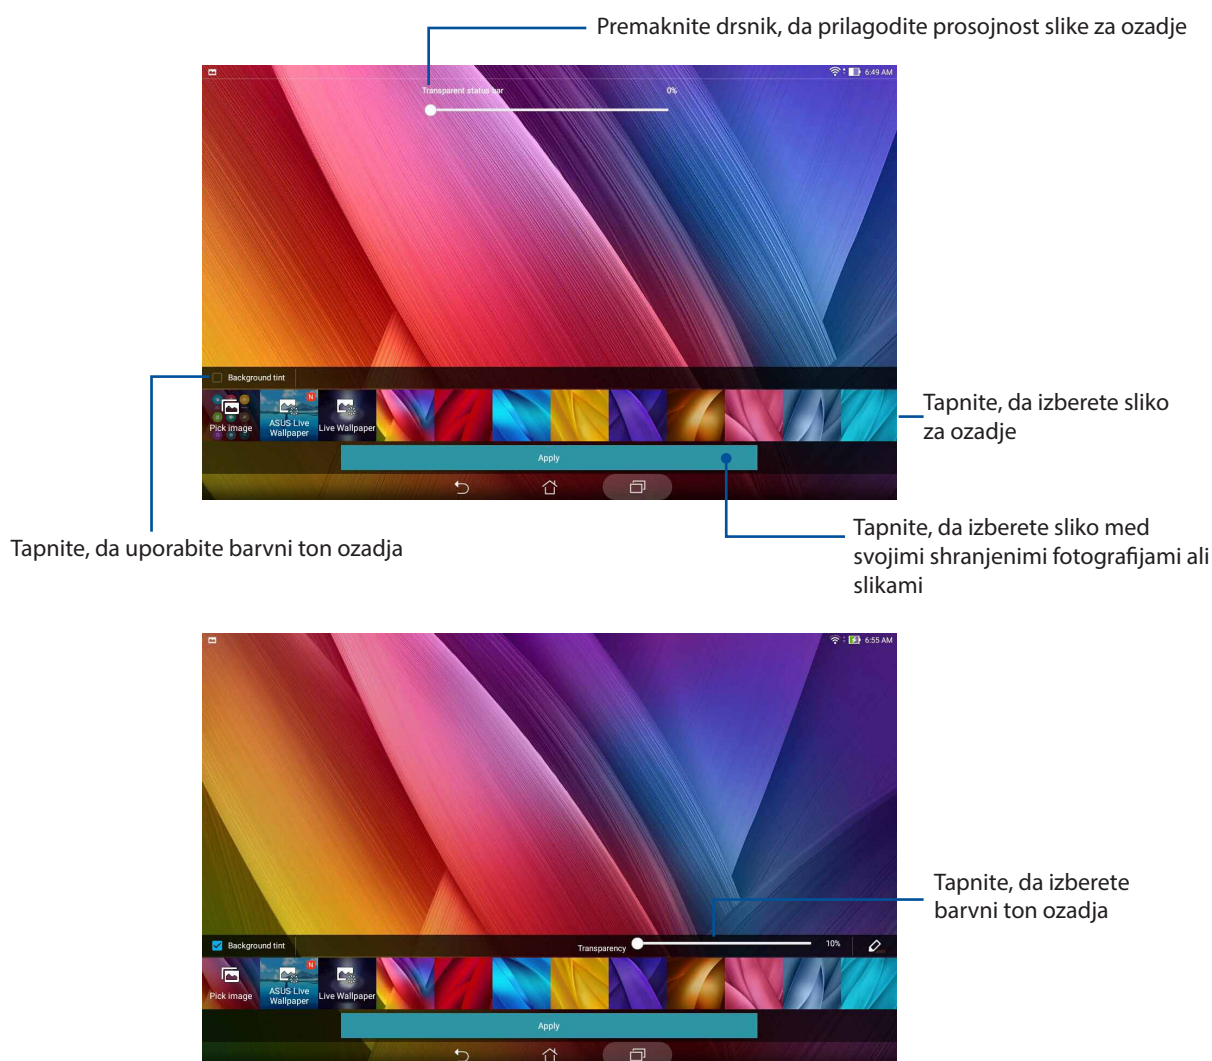 Premaknite drsnik, da prilagodite prosojnost slike za ozadje
6:49 AM
Transparent status bar 0%
Background tint
Pick image
ASUS Live
Wallpaper
N
Live Wallpaper
Apply
Tapnite, da izberete sliko
za ozadje
Tapnite, da uporabite barvni ton ozadja
Tapnite, da izberete sliko med
svojimi shranjenimi fotografijami ali
slikami
6:55 AM
Tapnite, da izberete
barvni ton ozadja
Background tint
Transparency 10%
Pick image
ASUS Live
Wallpaper
N
Live Wallpaper
Apply